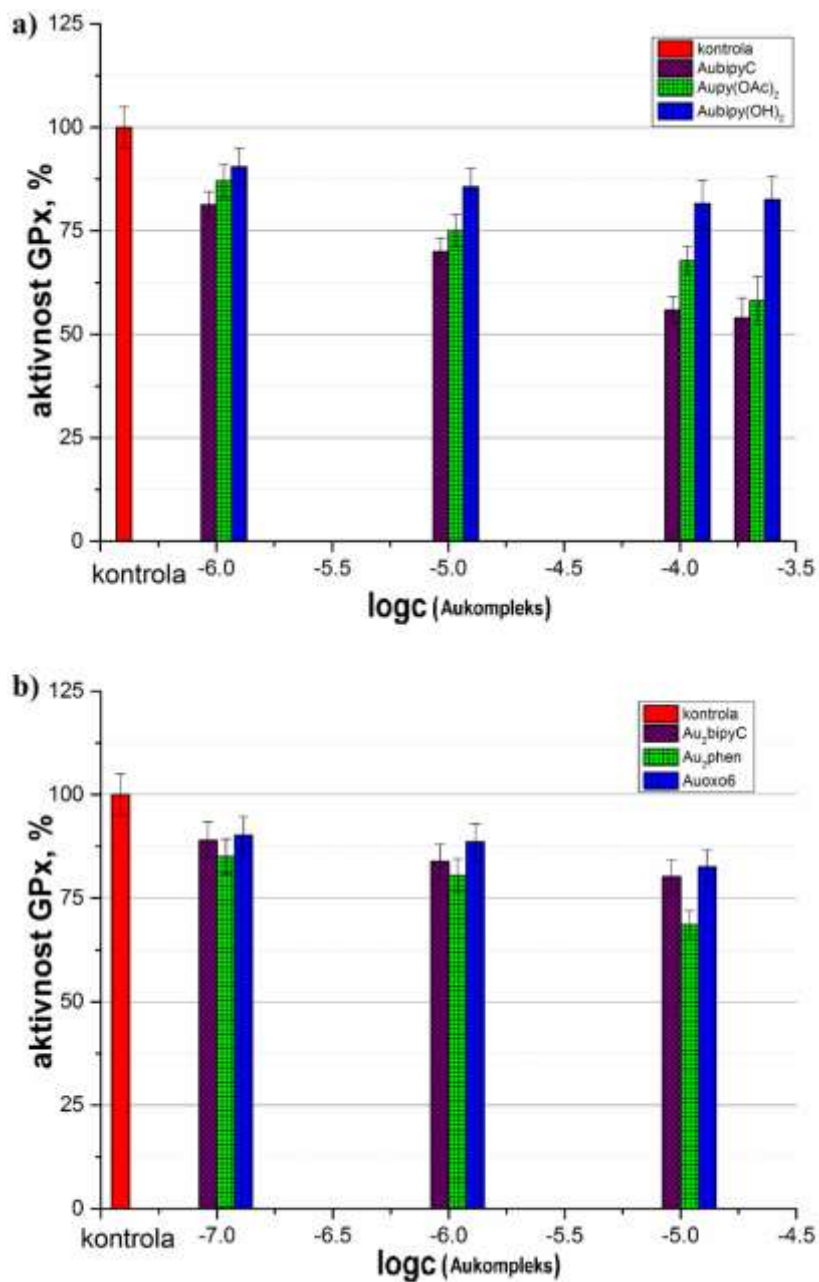 a)
125
100
75
50
25
0
aktivnost GPx, %
kontrola
AubipyC
Aupy(OAc)₂
Aubipy(OH)₂
kontrola
-6.0
-5.5
-5.0
-4.5
-4.0
-3.5
logc (Aukompleks)
b)
125
100
75
50
25
0
aktivnost GPx, %
kontrola
Au₂bipyC
Au₂phen
Auoxo6
kontrola
-7.0
-6.5
-6.0
-5.5
-5.0
-4.5
logc (Aukompleks)